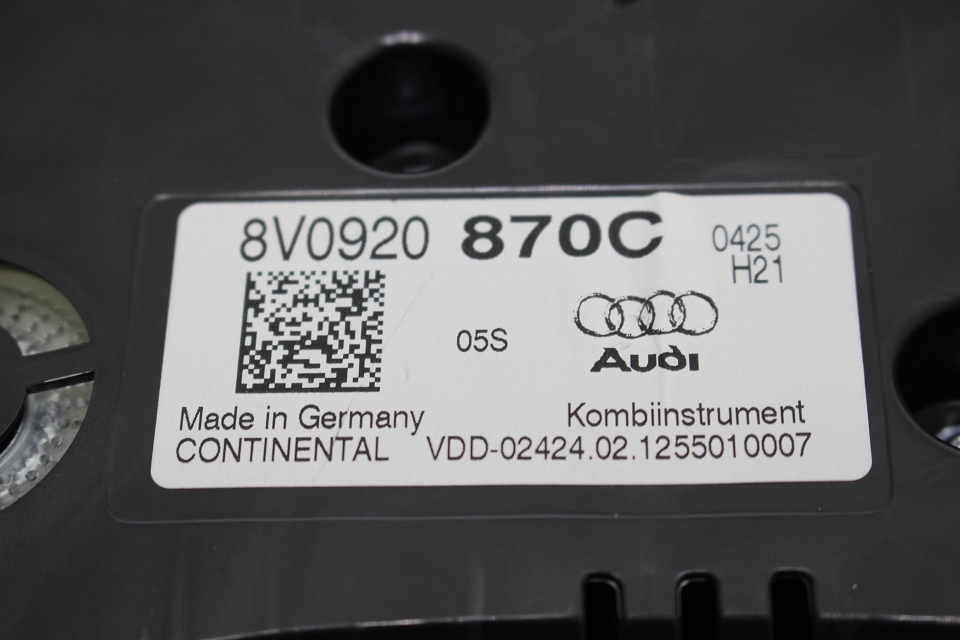 8V0920 870C 0425
H21
05S
Audi
Made in Germany Kombiinstrument
CONTINENTAL VDD-02424.02.1255010007